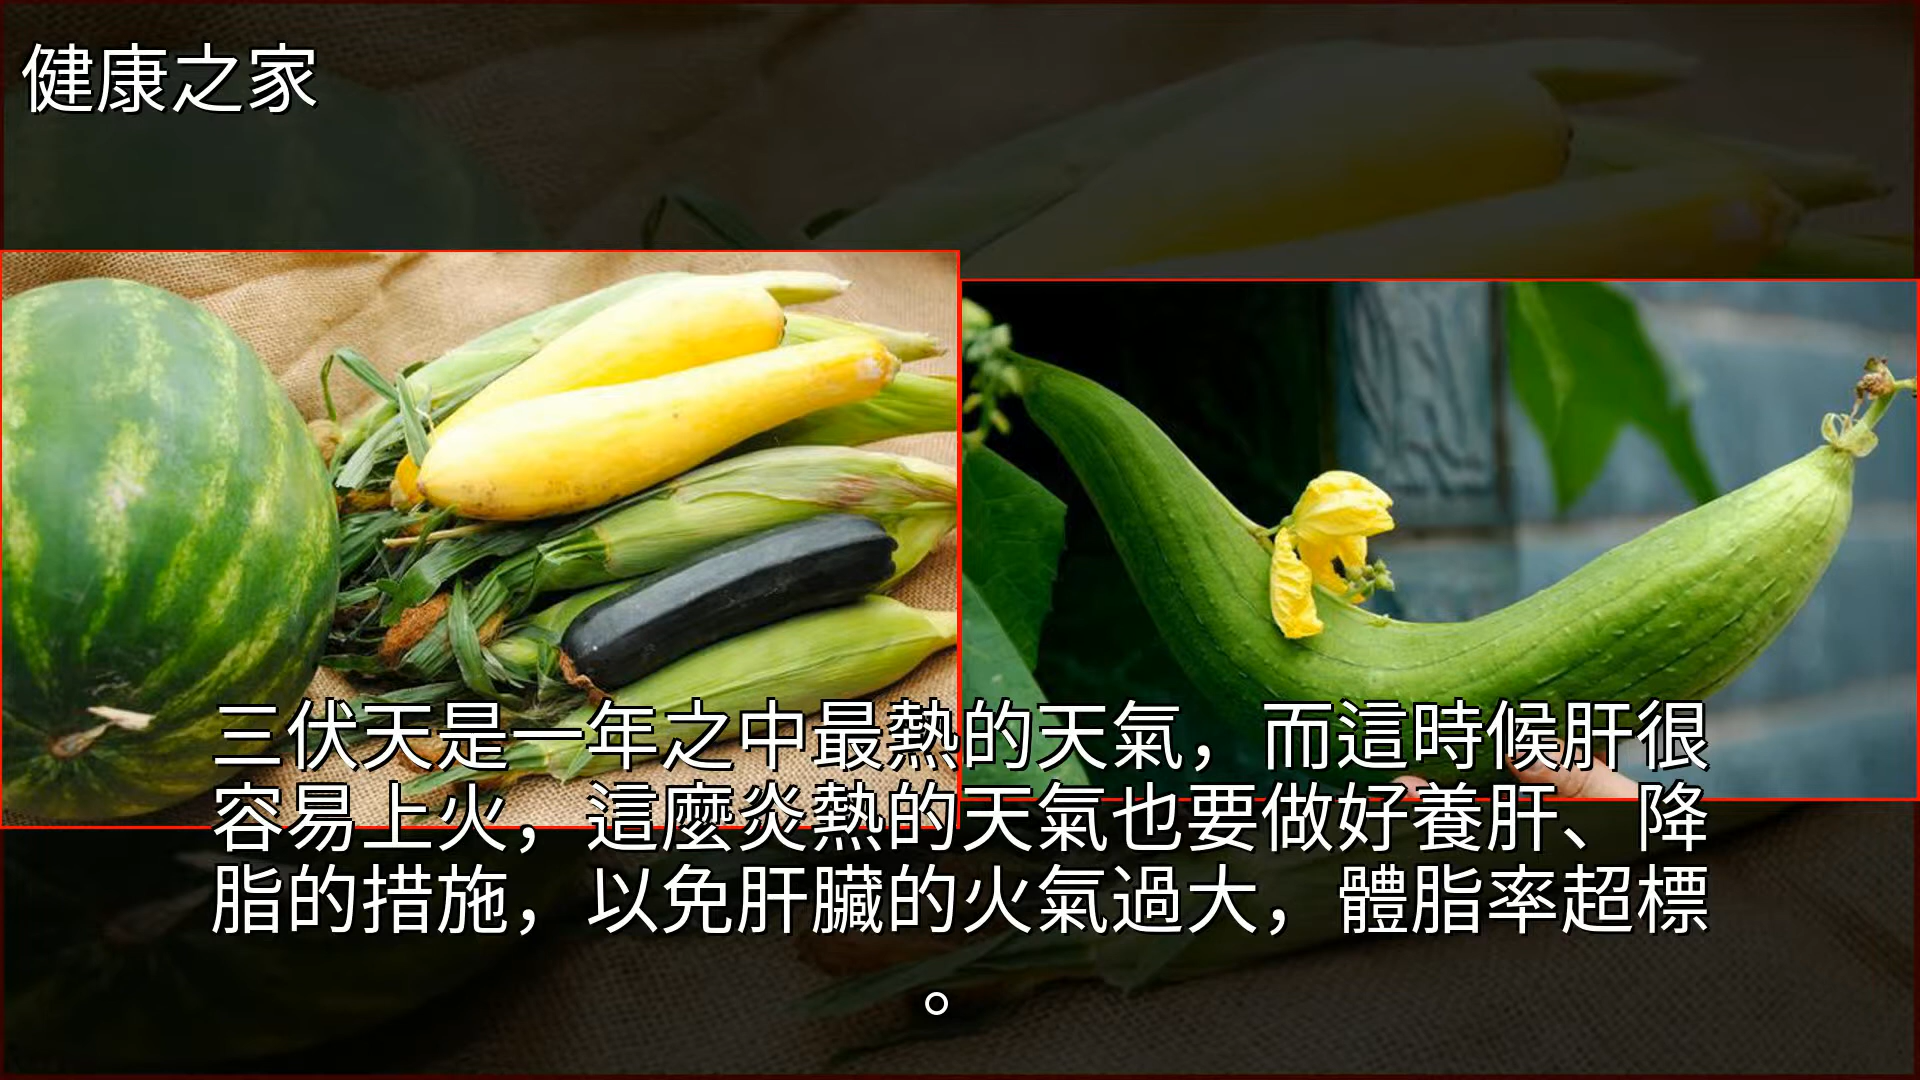 健康之家
三伏天是一年之中最熱的天氣，而這時候肝很
容易上火，這麼炎熱的天氣也要做好養肝、降
脂的措施，以免肝臟的火氣過大，體脂率超標
。